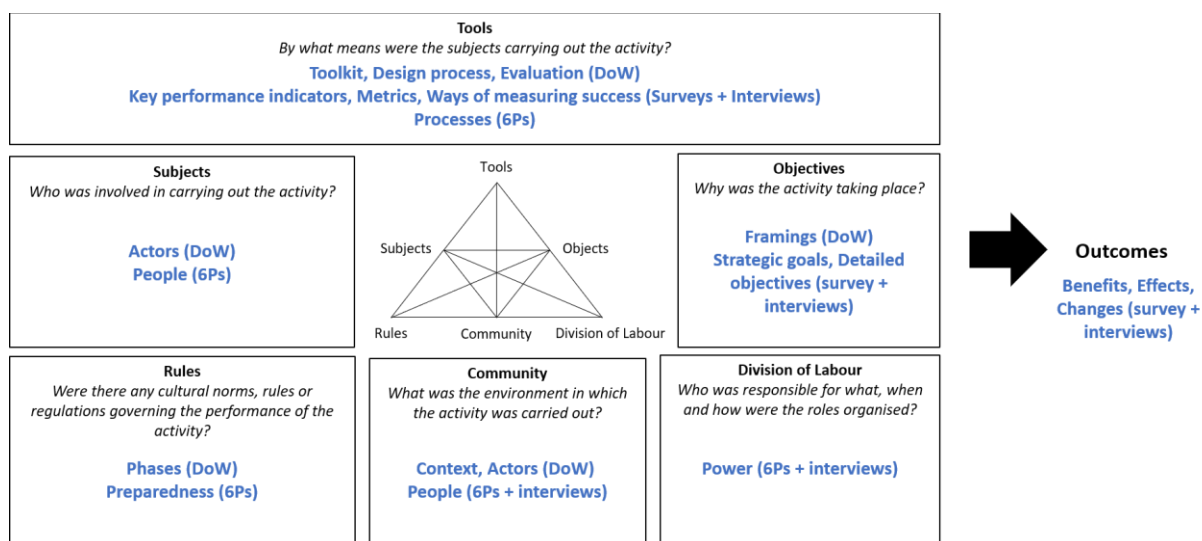 Tools
By what means were the subjects carrying out the activity?
Toolkit, Design process, Evaluation (DoW)
Key performance indicators, Metrics, Ways of measuring success (Surveys + Interviews)
Processes (6Ps)
Subjects
Who was involved in carrying out the activity?
Actors (DoW)
People (6Ps)
Tools
Subjects
Objects
Rules
Community
Division of Labour
Objectives
Why was the activity taking place?
Framings (DoW)
Strategic goals, Detailed
objectives (survey +
interviews)
Outcomes
Benefits, Effects,
Changes (survey +
interviews)
Rules
Were there any cultural norms, rules or
regulations governing the performance of the
activity?
Phases (DoW)
Preparedness (6Ps)
Community
What was the environment in which
the activity was carried out?
Context, Actors (DoW)
People (6Ps + interviews)
Division of Labour
Who was responsible for what, when
and how were the roles organised?
Power (6Ps + interviews)